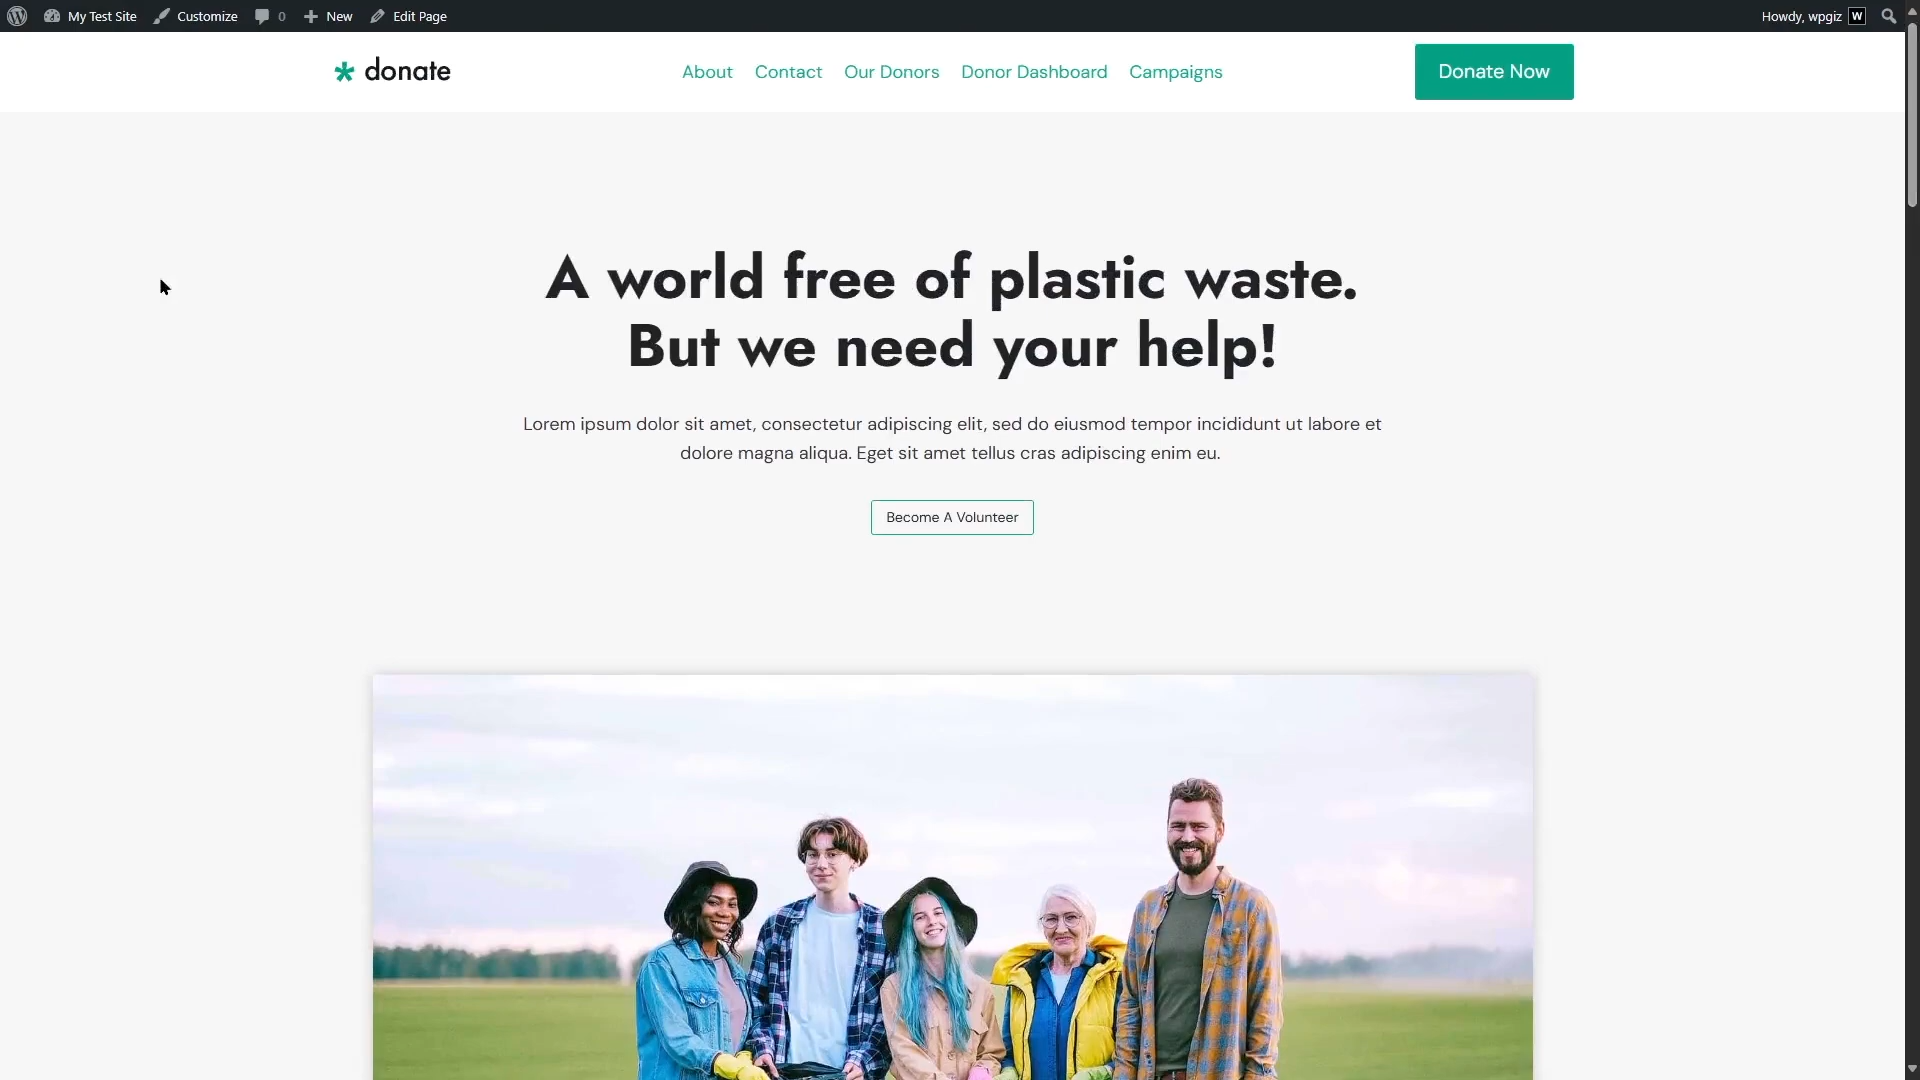 My Test Site Customize 0 New Edit Page Howdy, wpgiz W
donate About Contact Our Donors Donor Dashboard Campaigns Donate Now
A world free of plastic waste.
But we need your help!
Lorem ipsum dolor sit amet, consectetur adipiscing elit, sed do eiusmod tempor incididunt ut labore et
dolore magna aliqua. Eget sit amet tellus cras adipiscing enim eu.
Become A Volunteer